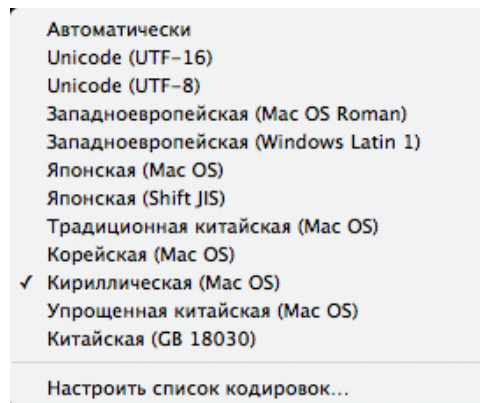 Автоматически
Unicode (UTF-16)
Unicode (UTF-8)
Западноевропейская (Mac OS Roman)
Западноевропейская (Windows Latin 1)
Японская (Mac OS)
Японская (Shift JIS)
Традиционная китайская (Mac OS)
Корейская (Mac OS)
✓ Кириллическая (Mac OS)
Упрощенная китайская (Mac OS)
Китайская (GB 18030)
Настроить список кодировок...